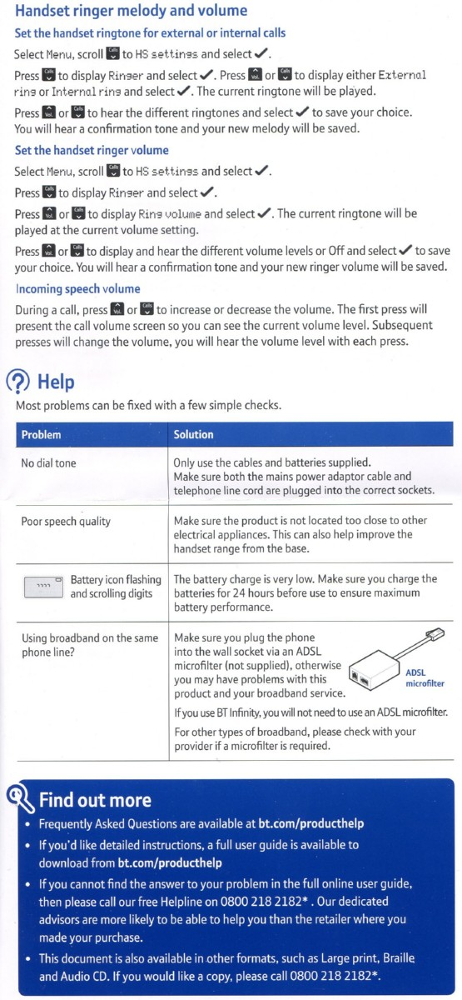 Handset ringer melody and volume
Set the handset ringtone for external or internal calls
Select Menu, scroll Calls to HS settings and select ✓.
Press Calls to display Ringer and select ✓. Press Vol. or Calls to display either External
ring or Internal ring and select ✓. The current ringtone will be played.
Press Vol. or Calls to hear the different ringtones and select ✓ to save your choice.
You will hear a confirmation tone and your new melody will be saved.
Set the handset ringer volume
Select Menu, scroll Calls to HS settings and select ✓.
Press Calls to display Ringer and select ✓.
Press Vol. or Calls to display Ring volume and select ✓. The current ringtone will be
played at the current volume setting.
Press Vol. or Calls to display and hear the different volume levels or Off and select ✓ to save
your choice. You will hear a confirmation tone and your new ringer volume will be saved.
Incoming speech volume
During a call, press Vol. or Calls to increase or decrease the volume. The first press will
present the call volume screen so you can see the current volume level. Subsequent
presses will change the volume, you will hear the volume level with each press.
? Help
Most problems can be fixed with a few simple checks.
Problem Solution
No dial tone
Only use the cables and batteries supplied.
Make sure both the mains power adaptor cable and
telephone line cord are plugged into the correct sockets.
Poor speech quality
Make sure the product is not located too close to other
electrical appliances. This can also help improve the
handset range from the base.
Battery icon flashing
and scrolling digits
The battery charge is very low. Make sure you charge the
batteries for 24 hours before use to ensure maximum
battery performance.
Using broadband on the same
phone line?
Make sure you plug the phone
into the wall socket via an ADSL
microfilter (not supplied), otherwise
you may have problems with this
product and your broadband service.
ADSL
microfilter
If you use BT Infinity, you will not need to use an ADSL microfilter.
For other types of broadband, please check with your
provider if a microfilter is required.
Find out more
• Frequently Asked Questions are available at bt.com/producthelp
• If you'd like detailed instructions, a full user guide is available to
download from bt.com/producthelp
• If you cannot find the answer to your problem in the full online user guide,
then please call our free Helpline on 0800 218 2182* . Our dedicated
advisors are more likely to be able to help you than the retailer where you
made your purchase.
• This document is also available in other formats, such as Large print, Braille
and Audio CD. If you would like a copy, please call 0800 218 2182*.